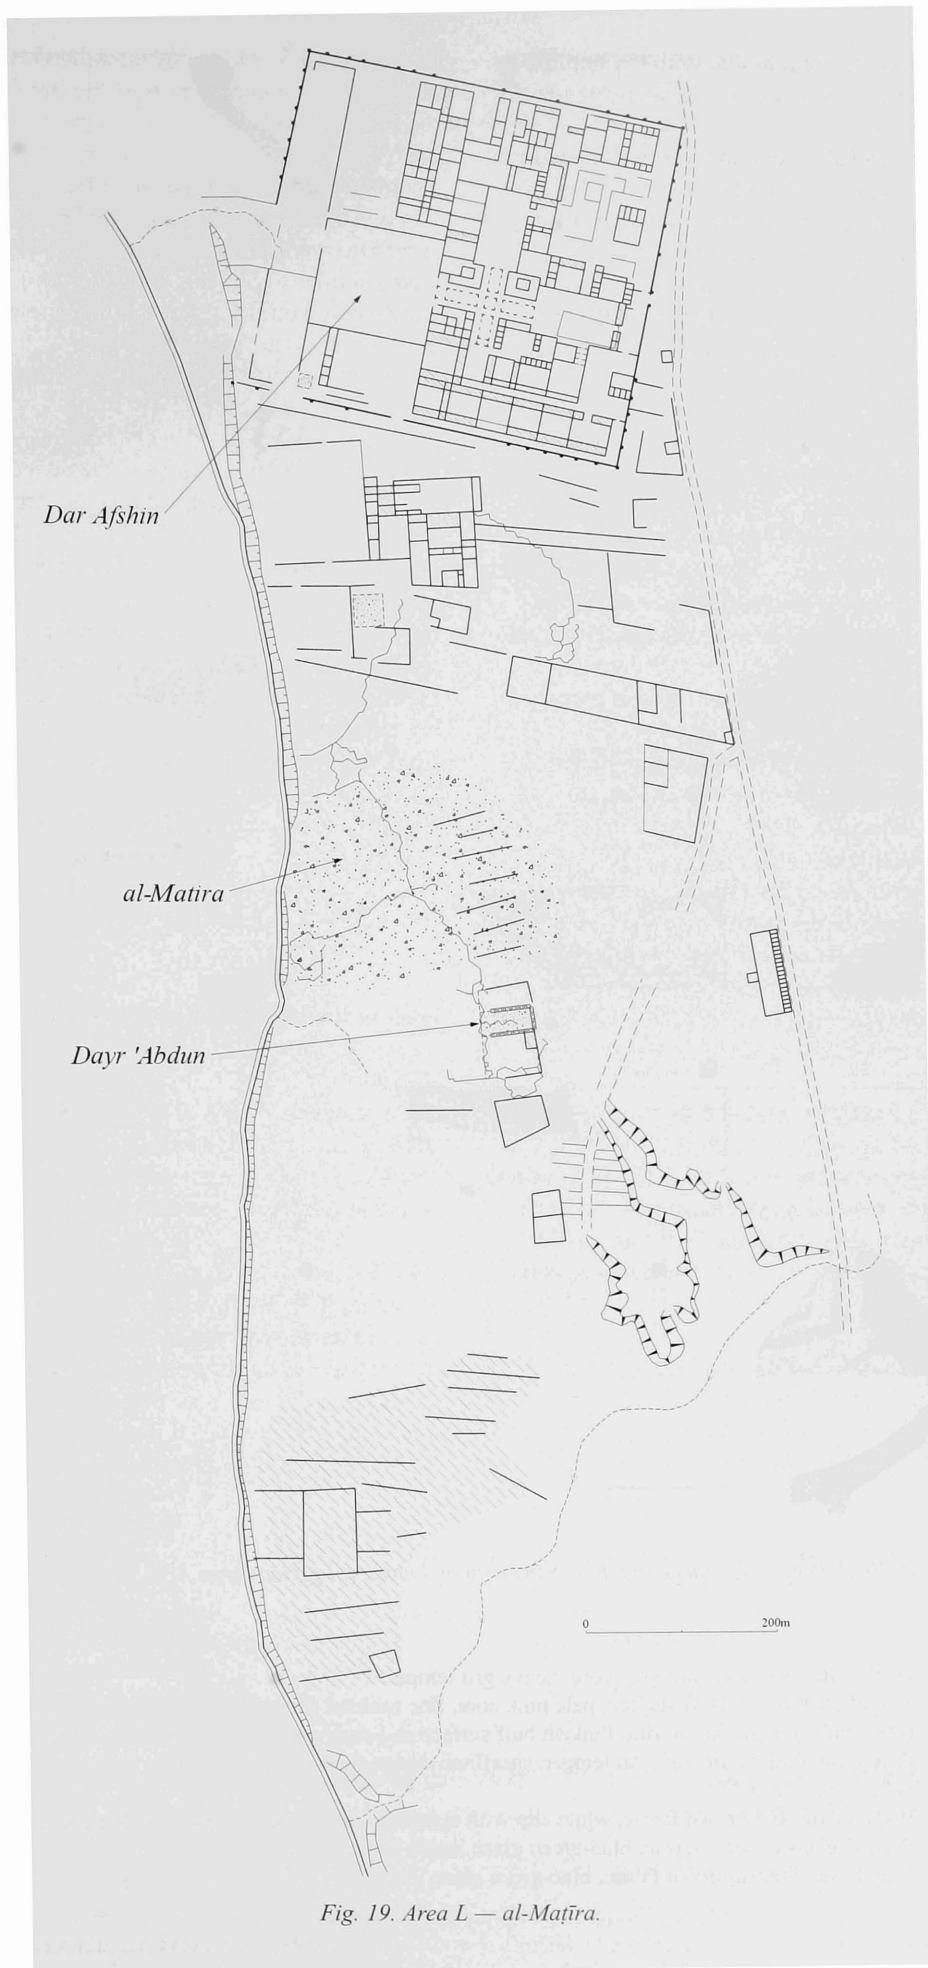 Dar Afshin
al-Matira
Dayr 'Abdun
0 200m
Fig. 19. Area L — al-Maṭīra.